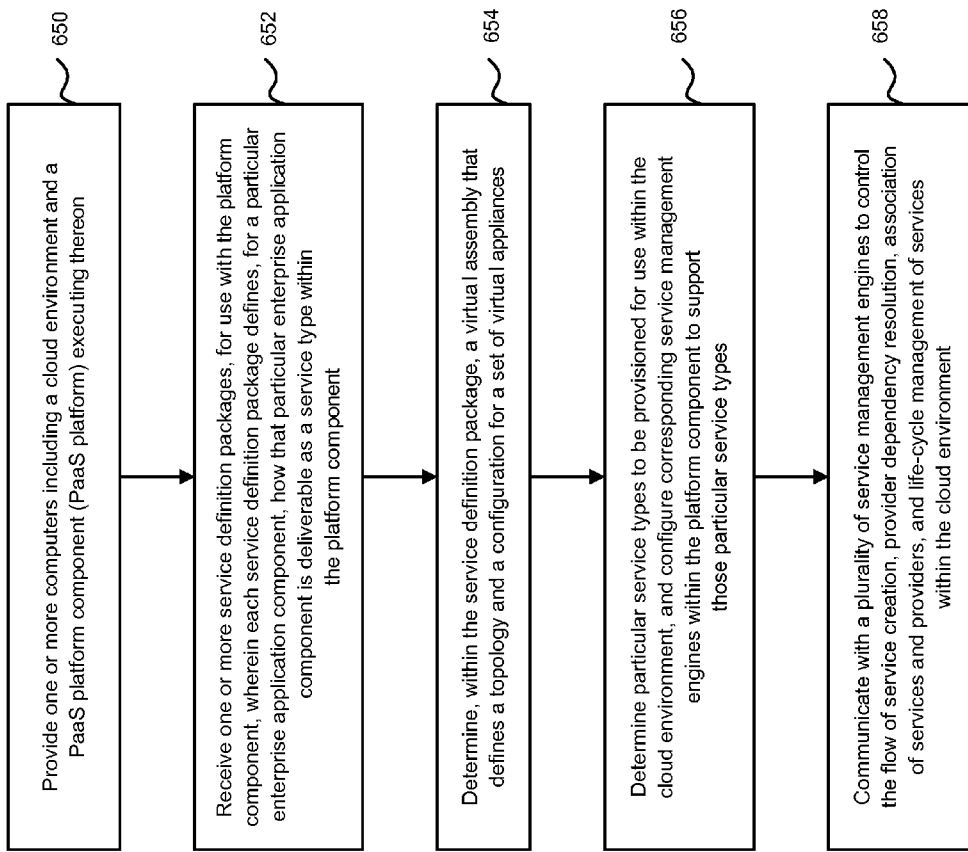 Provide one or more computers including a cloud environment and a
PaaS platform component (PaaS platform) executing thereon
650
Receive one or more service definition packages, for use with the platform
component, wherein each service definition package defines, for a particular
enterprise application component, how that particular enterprise application
component is deliverable as a service type within
the platform component
652
Determine, within the service definition package, a virtual assembly that
defines a topology and a configuration for a set of virtual appliances
654
Determine particular service types to be provisioned for use within the
cloud environment, and configure corresponding service management
engines within the platform component to support
those particular service types
656
Communicate with a plurality of service management engines to control
the flow of service creation, provider dependency resolution, association
of services and providers, and life-cycle management of services
within the cloud environment
658